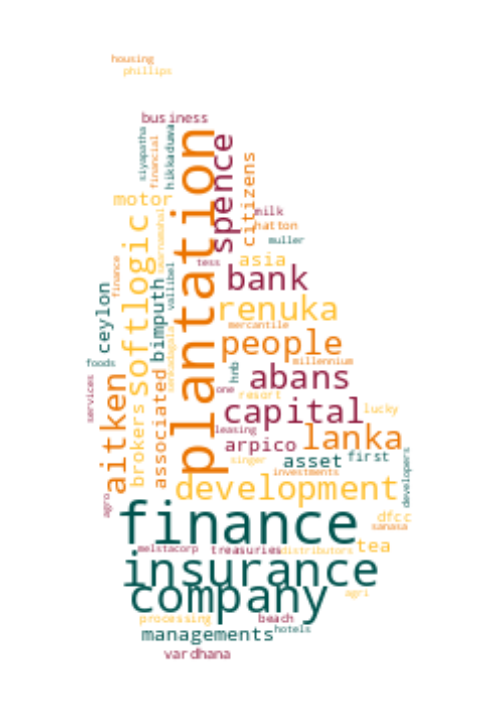 housing
phillips
business
siyapatha
financial
hikkaduwa
plantation
spence
citizens
motor
milk
hatton
muller
softlogic
asia
tess
bank
vallibel
finance
ceylon
bimputh
renuka
mercantile
people
senkadagala
foods
millennium
hnb
abans
one
resort
services
aitken
brokers
associated
capital
lucky
leasing
lanka
arpico
singer
asset
first
investments
developers
development
agro
finance
dfcc
sanasa
melstacorp
treasuries
distributors
tea
insurance
company
agri
processing
beach
managements
hotels
vardhana